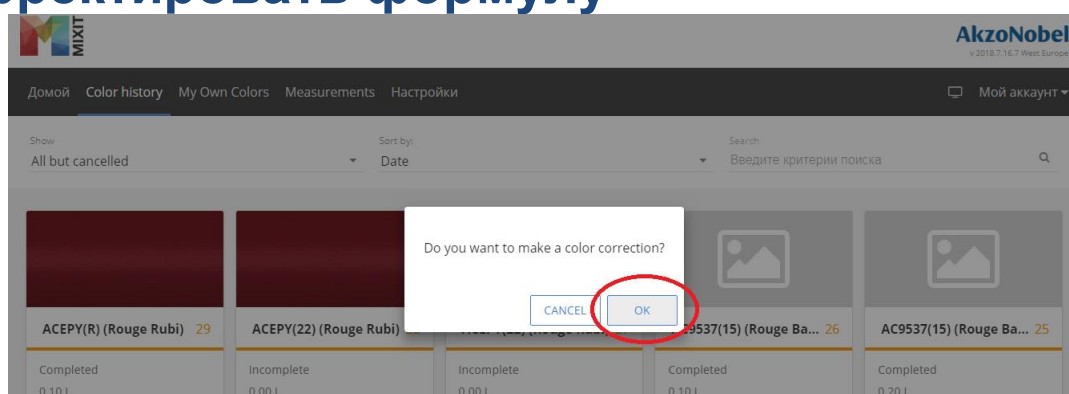 рректировать формулу
MIXIT
AkzoNobel
v 2018.7.16.7 West Europe
Домой Color history My Own Colors Measurements Настройки Мой аккаунт
Show Sort by: Search
All but cancelled Date Введите критерии поиска
Do you want to make a color correction?
CANCEL OK
ACEPY(R) (Rouge Rubi) 29 ACEPY(22) (Rouge Rubi) AC9537(15) (Rouge Ba... 26 AC9537(15) (Rouge Ba... 25
Completed Incomplete Incomplete Completed Completed
0.10 L 0.00 L 0.00 L 0.10 L 0.20 L